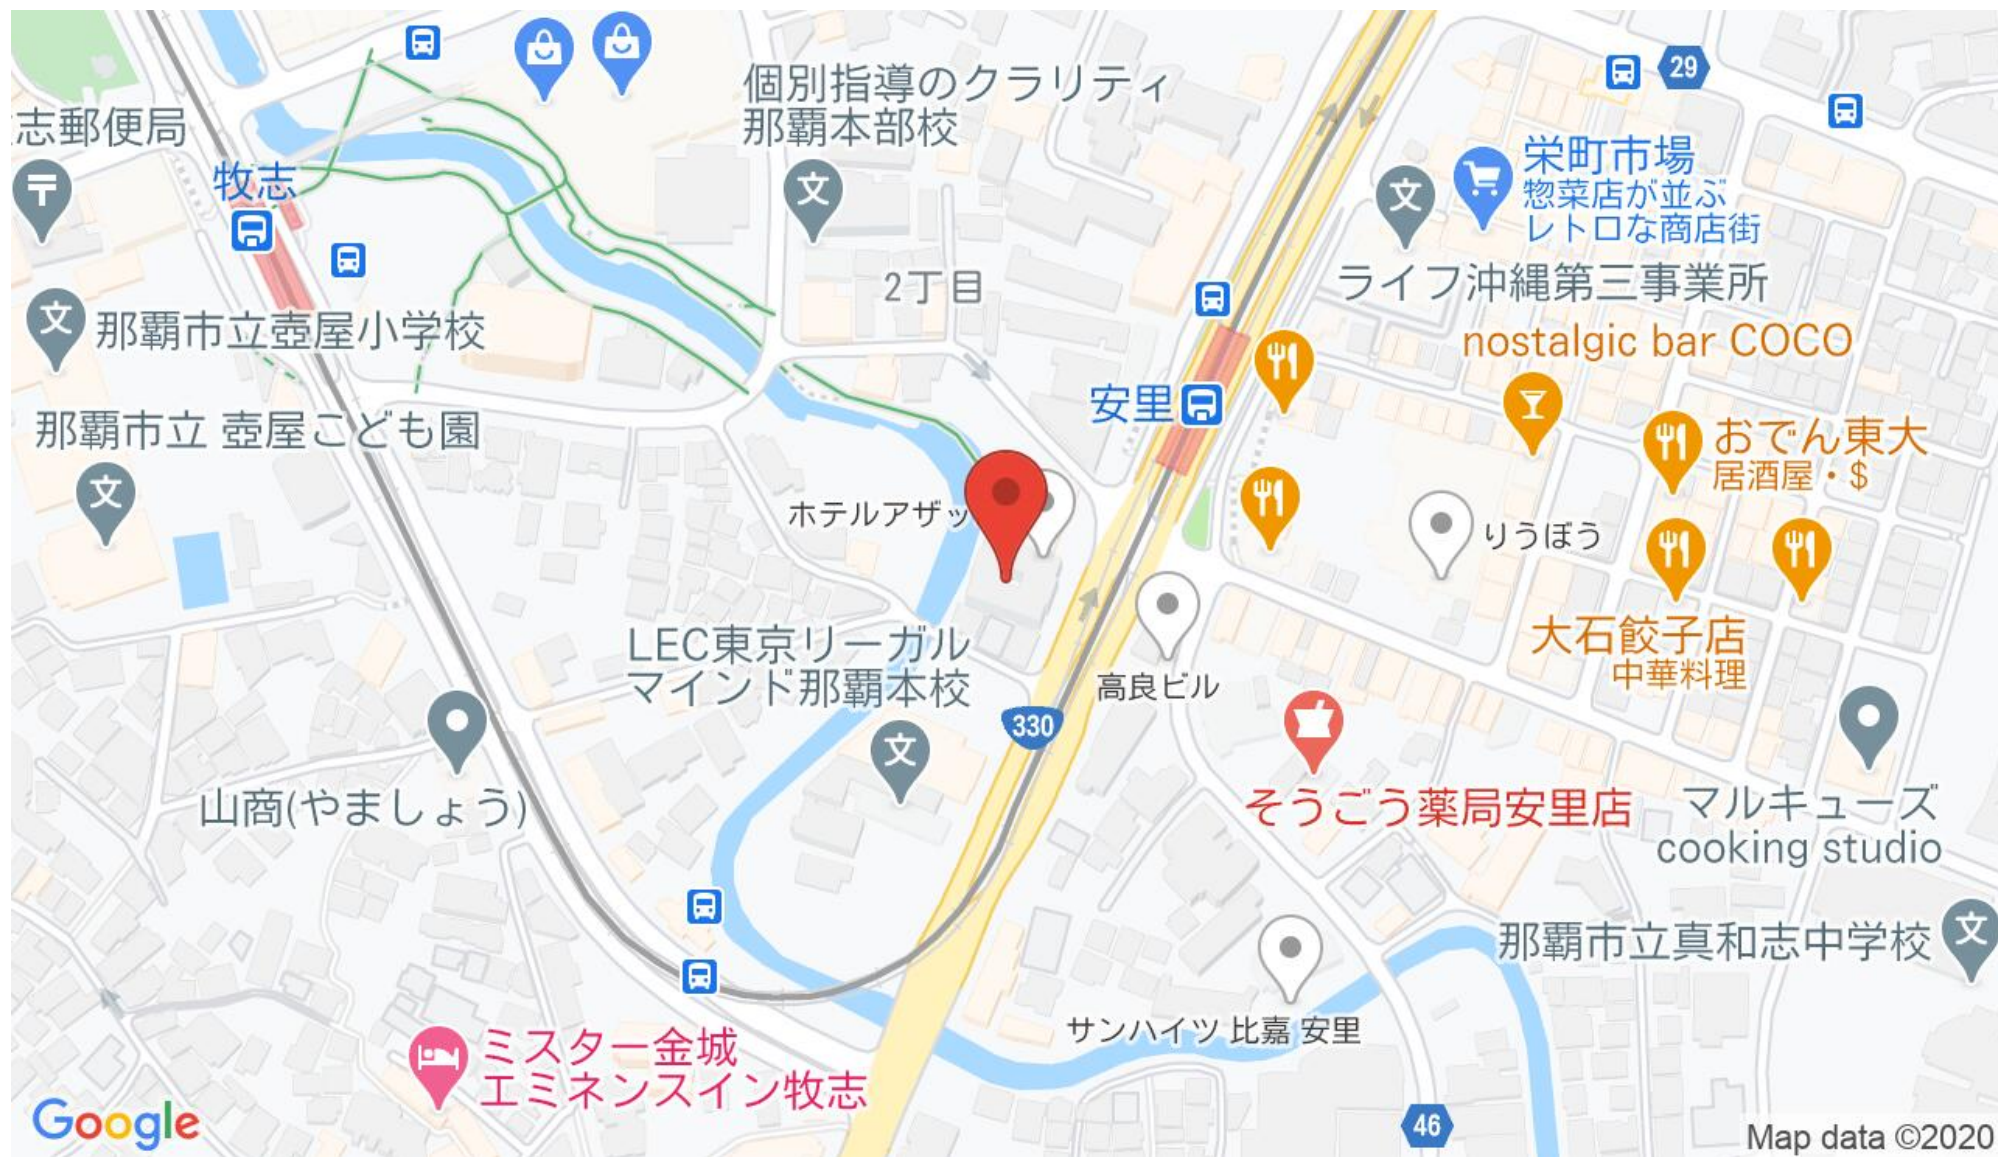 29
個別指導のクラリティ
那覇本部校
志郵便局
牧志
栄町市場
惣菜店が並ぶ
レトロな商店街
2丁目
ライフ沖縄第三事業所
那覇市立壺屋小学校
nostalgic bar COCO
安里
那覇市立 壺屋こども園
おでん東大
居酒屋・$
ホテルアザッ
りうぼう
LEC東京リーガル
マインド那覇本校
大石餃子店
中華料理
高良ビル
330
山商(やましょう)
そうごう薬局安里店
マルキューズ
cooking studio
那覇市立真和志中学校
サンハイツ 比嘉 安里
ミスター金城
エミネンスイン牧志
46
Google
Map data ©2020